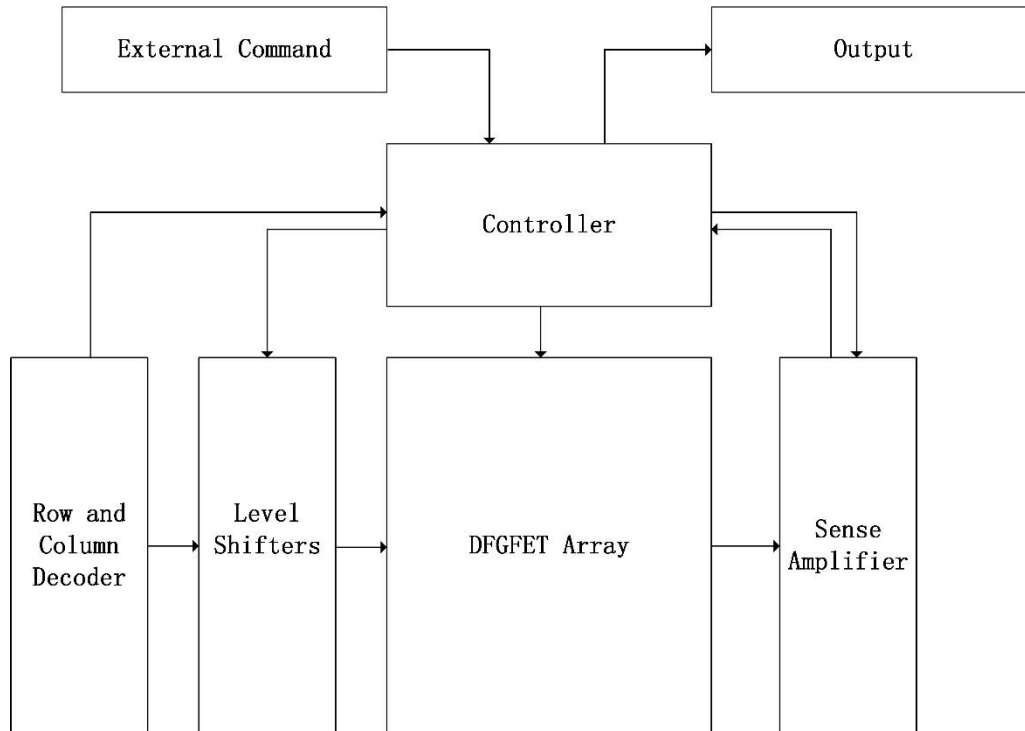 External Command
Output
Controller
Row and
Column
Decoder
Level
Shifters
DFGFET Array
Sense
Amplifier